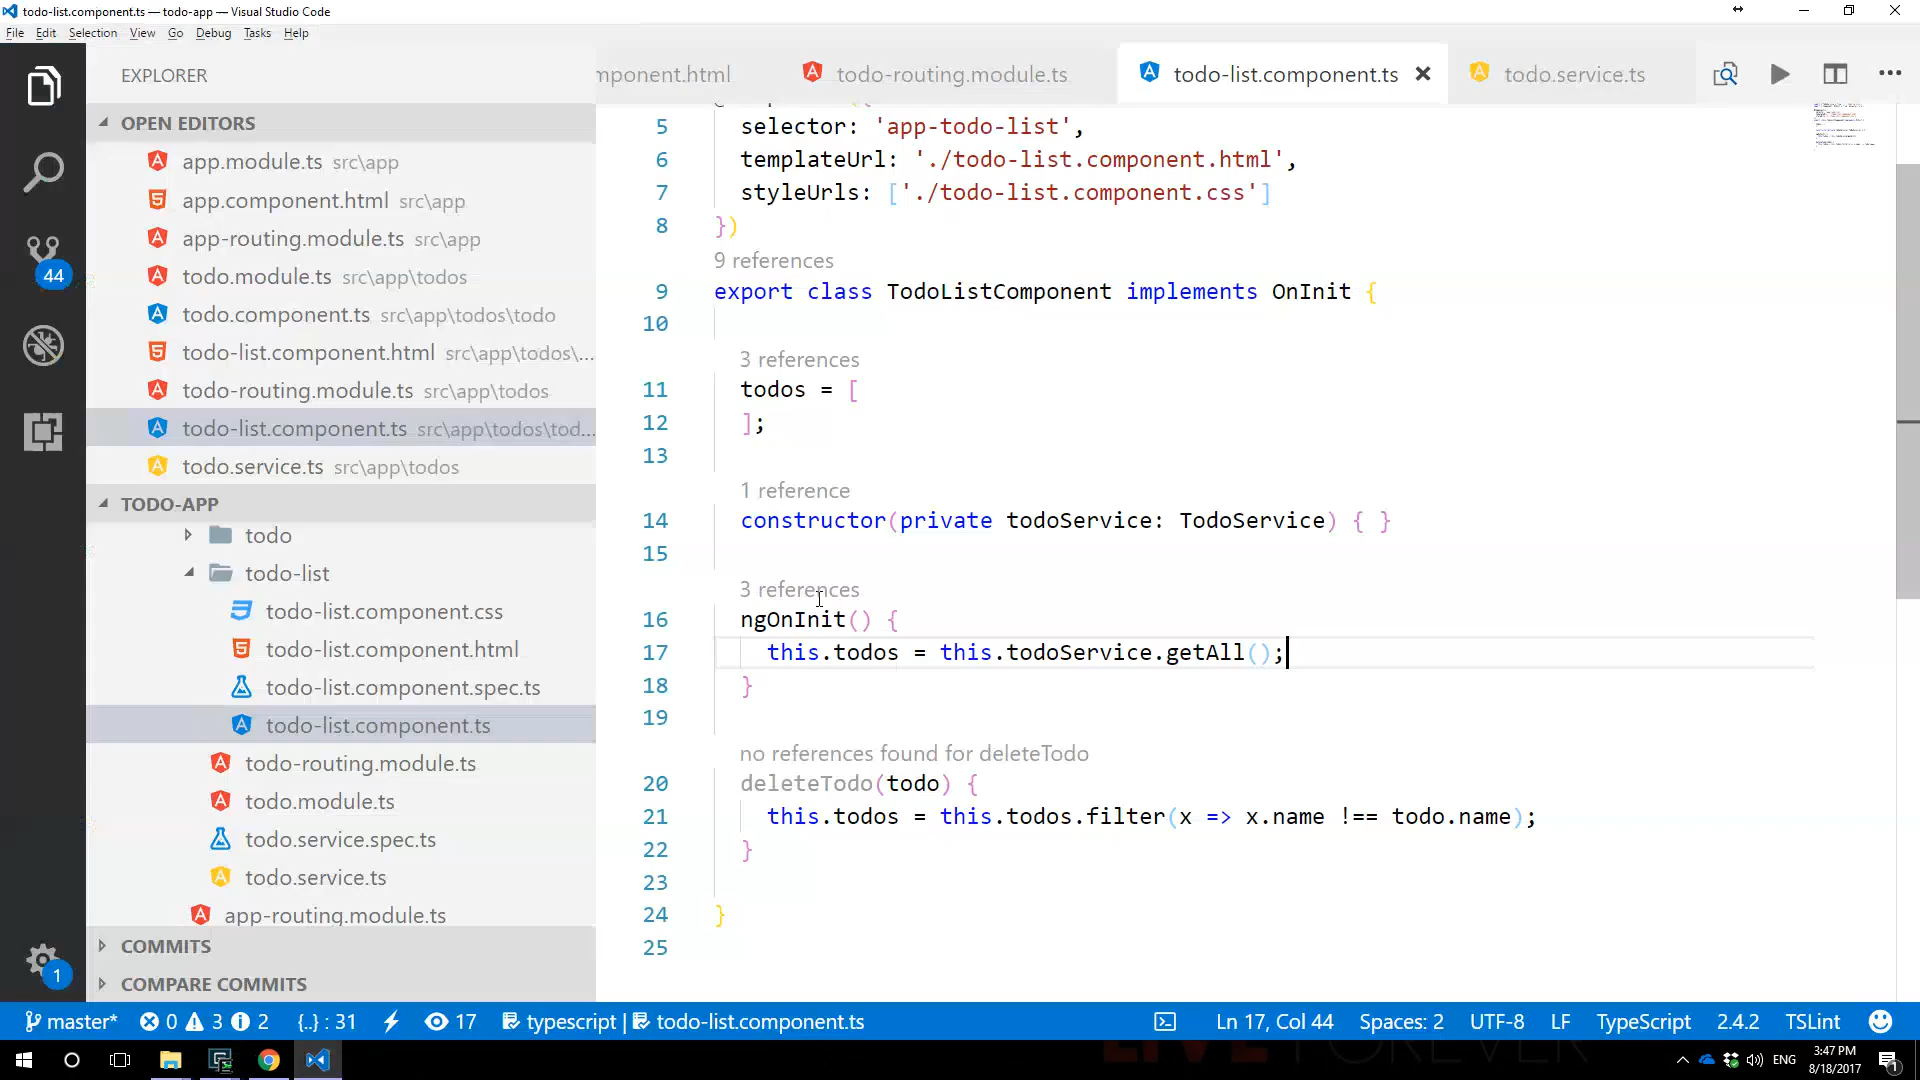 todo-list.component.ts — todo-app — Visual Studio Code
File Edit Selection View Go Debug Tasks Help
EXPLORER
OPEN EDITORS
app.module.ts src\app
app.component.html src\app
app-routing.module.ts src\app
todo.module.ts src\app\todos
todo.component.ts src\app\todos\todo
todo-list.component.html src\app\todos\...
todo-routing.module.ts src\app\todos
todo-list.component.ts src\app\todos\tod...
todo.service.ts src\app\todos
TODO-APP
todo
todo-list
todo-list.component.css
todo-list.component.html
todo-list.component.spec.ts
todo-list.component.ts
todo-routing.module.ts
todo.module.ts
todo.service.spec.ts
todo.service.ts
app-routing.module.ts
COMMITS
COMPARE COMMITS
44
1
mponent.html todo-routing.module.ts todo-list.component.ts todo.service.ts
5 selector: 'app-todo-list',
6 templateUrl: './todo-list.component.html',
7 styleUrls: ['./todo-list.component.css']
8 })
9 references
9 export class TodoListComponent implements OnInit {
10
3 references
11 todos = [
12 ];
13
1 reference
14 constructor(private todoService: TodoService) { }
15
3 references
16 ngOnInit() {
17 this.todos = this.todoService.getAll();
18 }
19
no references found for deleteTodo
20 deleteTodo(todo) {
21 this.todos = this.todos.filter(x => x.name !== todo.name);
22 }
23
24 }
25
master* 0 3 2 {..} : 31 17 typescript | todo-list.component.ts Ln 17, Col 44 Spaces: 2 UTF-8 LF TypeScript 2.4.2 TSLint
ENG 3:47 PM
8/18/2017
1